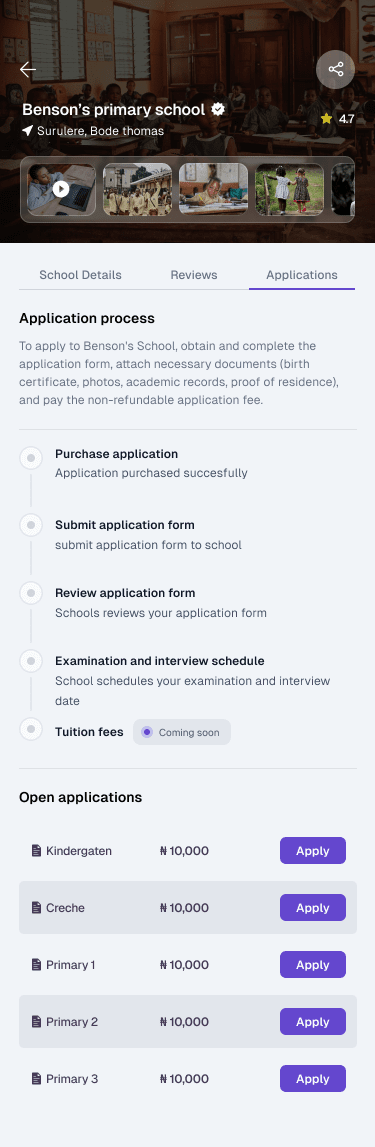 Benson's primary school
Surulere, Bode thomas
4.7
School Details
Reviews
Applications
Application process
To apply to Benson's School, obtain and complete the
application form, attach necessary documents (birth
certificate, photos, academic records, proof of residence),
and pay the non-refundable application fee.
Purchase application
Application purchased succesfully
Submit application form
submit application form to school
Review application form
Schools reviews your application form
Examination and interview schedule
School schedules your examination and interview
date
Tuition fees
Coming soon
Open applications
Kindergaten ₦ 10,000 Apply
Creche ₦ 10,000 Apply
Primary 1 ₦ 10,000 Apply
Primary 2 ₦ 10,000 Apply
Primary 3 ₦ 10,000 Apply